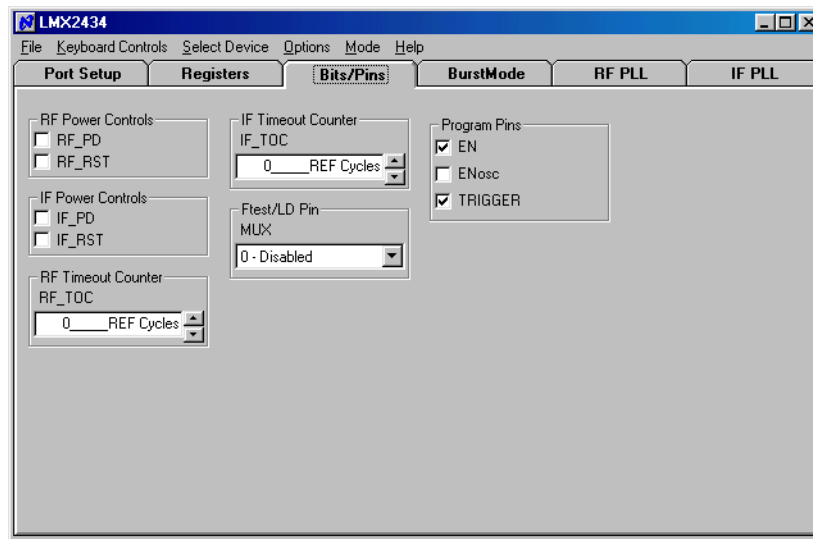 LMX2434
File Keyboard Controls Select Device Options Mode Help
Port Setup Registers Bits/Pins BurstMode RF PLL IF PLL
RF Power Controls
RF_PD
RF_RST
IF Power Controls
IF_PD
IF_RST
RF Timeout Counter
RF_TOC
0_____REF Cycles
IF Timeout Counter
IF_TOC
0_____REF Cycles
Ftest/LD Pin
MUX
0 - Disabled
Program Pins
EN
ENosc
TRIGGER